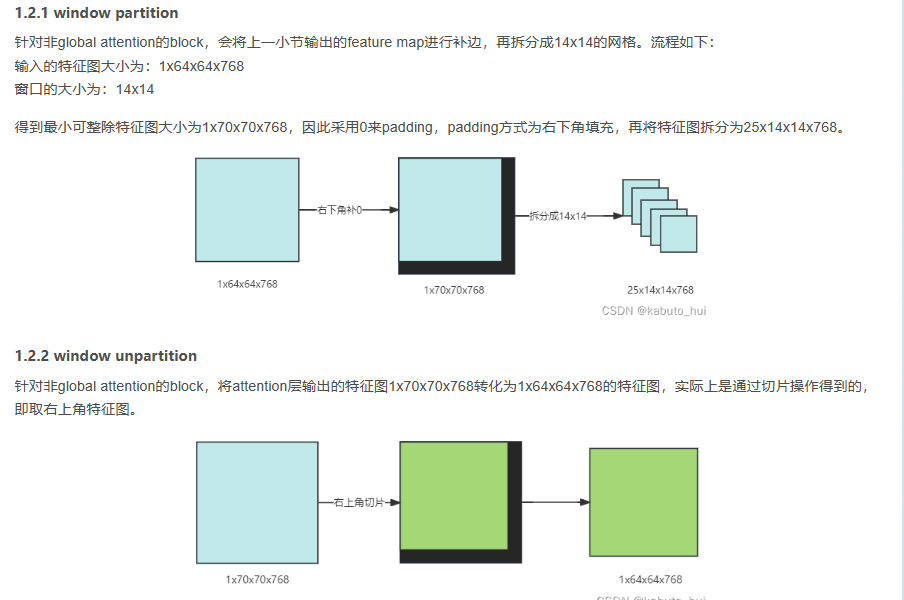 1.2.1 window partition
针对非global attention的block，会将上一小节输出的feature map进行补边，再拆分成14x14的网格。流程如下：
输入的特征图大小为：1x64x64x768
窗口的大小为：14x14
得到最小可整除特征图大小为1x70x70x768，因此采用0来padding，padding方式为右下角填充，再将特征图拆分为25x14x14x768。
右下角补0
拆分成14x14
1x64x64x768
1x70x70x768
25x14x14x768
CSDN @kabuto_hui
1.2.2 window unpartition
针对非global attention的block，将attention层输出的特征图1x70x70x768转化为1x64x64x768的特征图，实际上是通过切片操作得到的，
即取右上角特征图。
右上角切片
1x70x70x768
1x64x64x768
CSDN @kabuto_hui